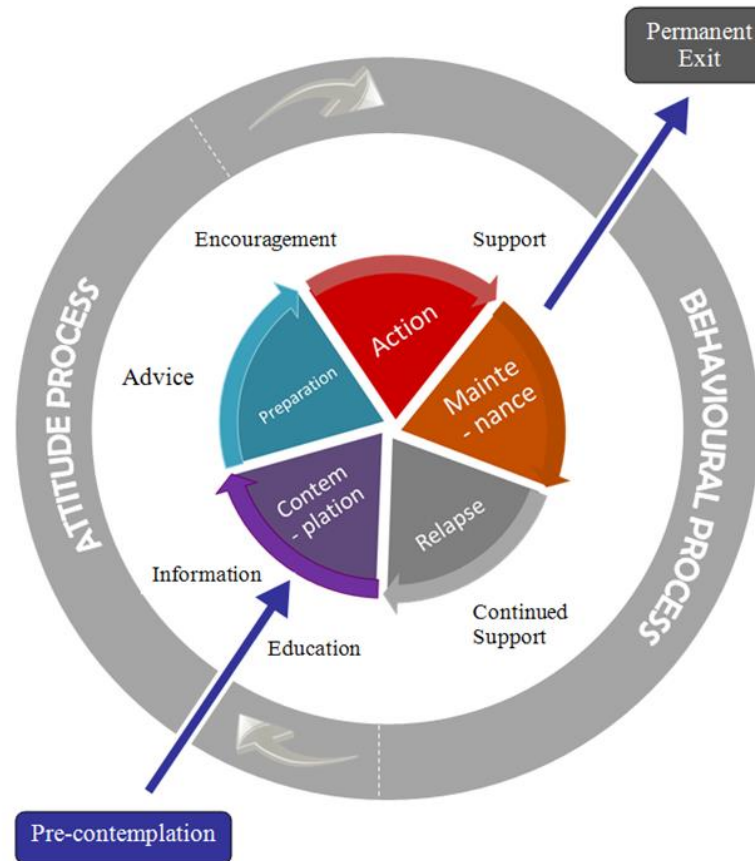 Permanent
Exit
Encouragement
Support
ATTITUDE PROCESS
BEHAVIOURAL PROCESS
Action
Advice
Preparation
Mainte
- nance
Contem
- plation
Relapse
Information
Education
Continued
Support
Pre-contemplation